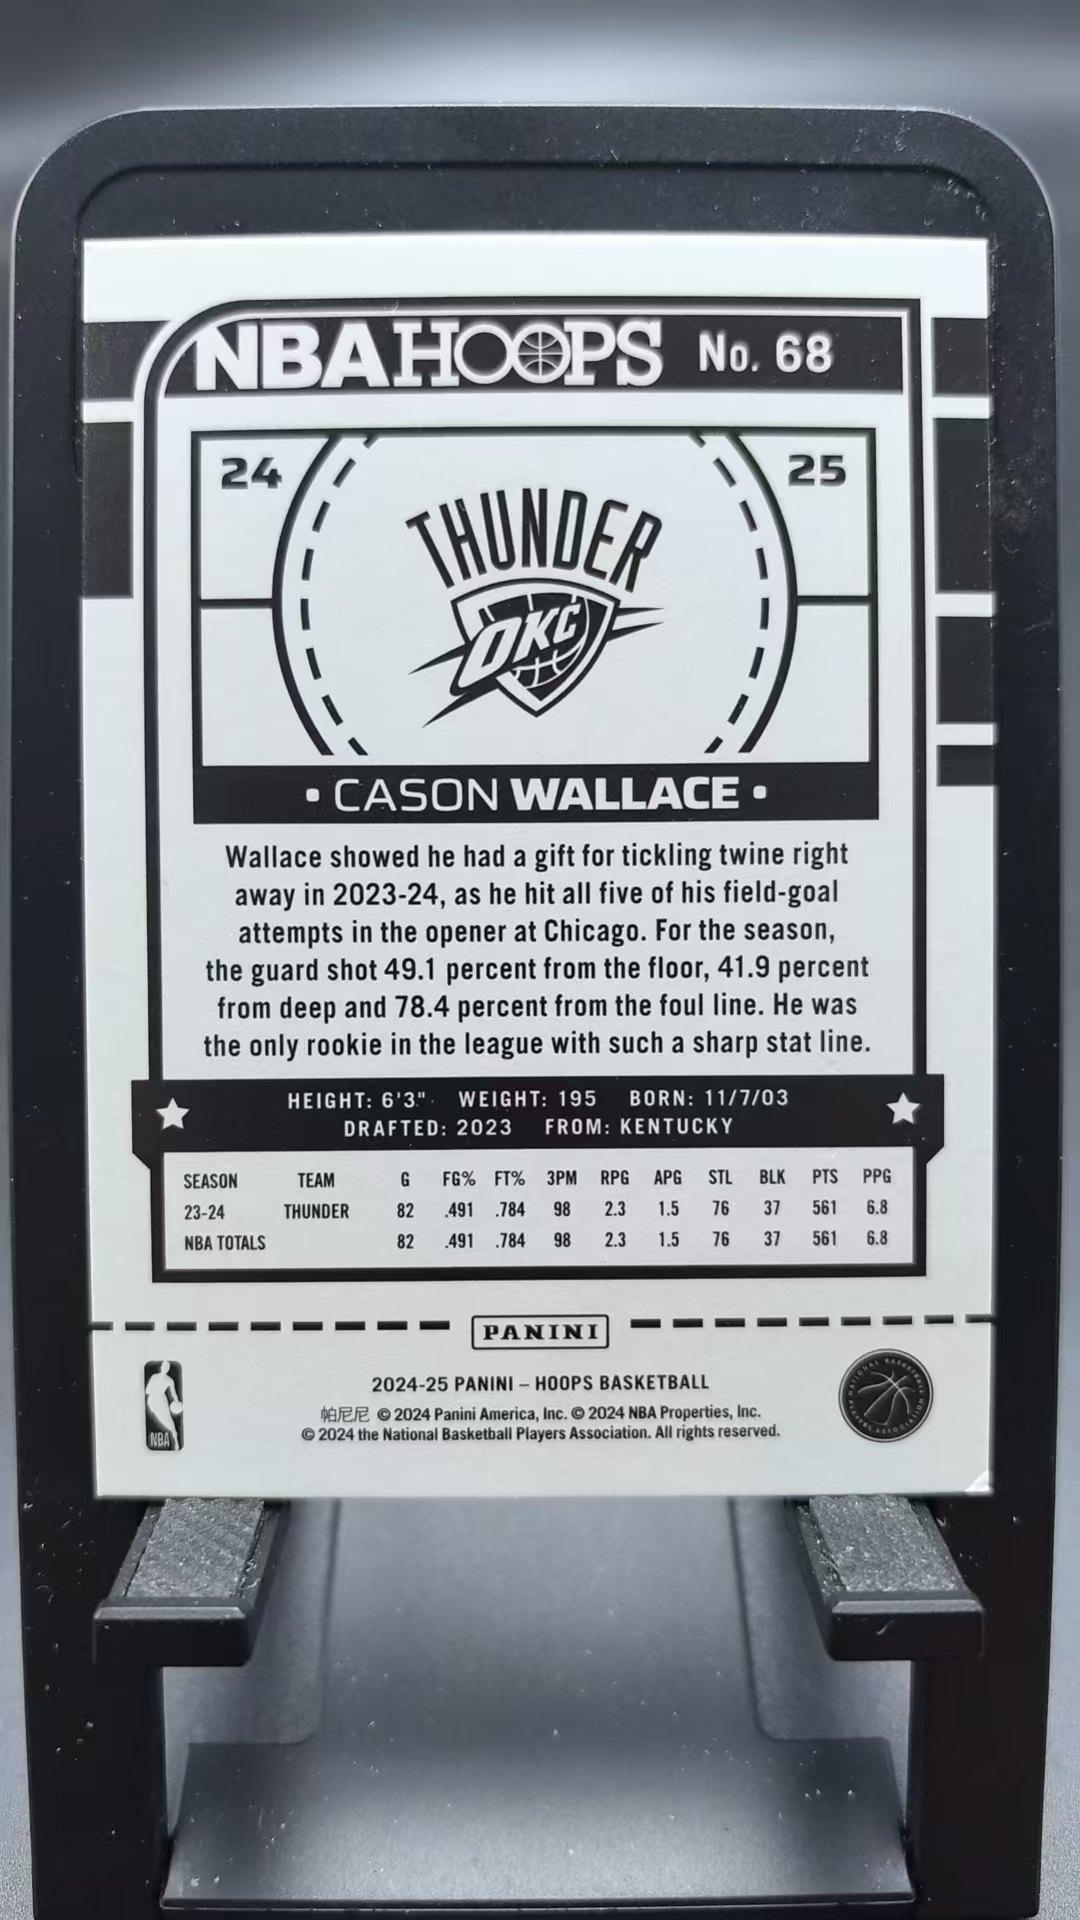 NBA HOOPS No. 68
24 25
THUNDER
OKC
• CASON WALLACE •
Wallace showed he had a gift for tickling twine right
away in 2023-24, as he hit all five of his field-goal
attempts in the opener at Chicago. For the season,
the guard shot 49.1 percent from the floor, 41.9 percent
from deep and 78.4 percent from the foul line. He was
the only rookie in the league with such a sharp stat line.
HEIGHT: 6'3" WEIGHT: 195 BORN: 11/7/03
DRAFTED: 2023 FROM: KENTUCKY
SEASON TEAM G FG% FT% 3PM RPG APG STL BLK PTS PPG
23-24 THUNDER 82 .491 .784 98 2.3 1.5 76 37 561 6.8
NBA TOTALS 82 .491 .784 98 2.3 1.5 76 37 561 6.8
PANINI
2024-25 PANINI – HOOPS BASKETBALL
帕尼尼 © 2024 Panini America, Inc. © 2024 NBA Properties, Inc.
© 2024 the National Basketball Players Association. All rights reserved.
NBA
NATIONAL BASKETBALL PLAYERS ASSOCIATION